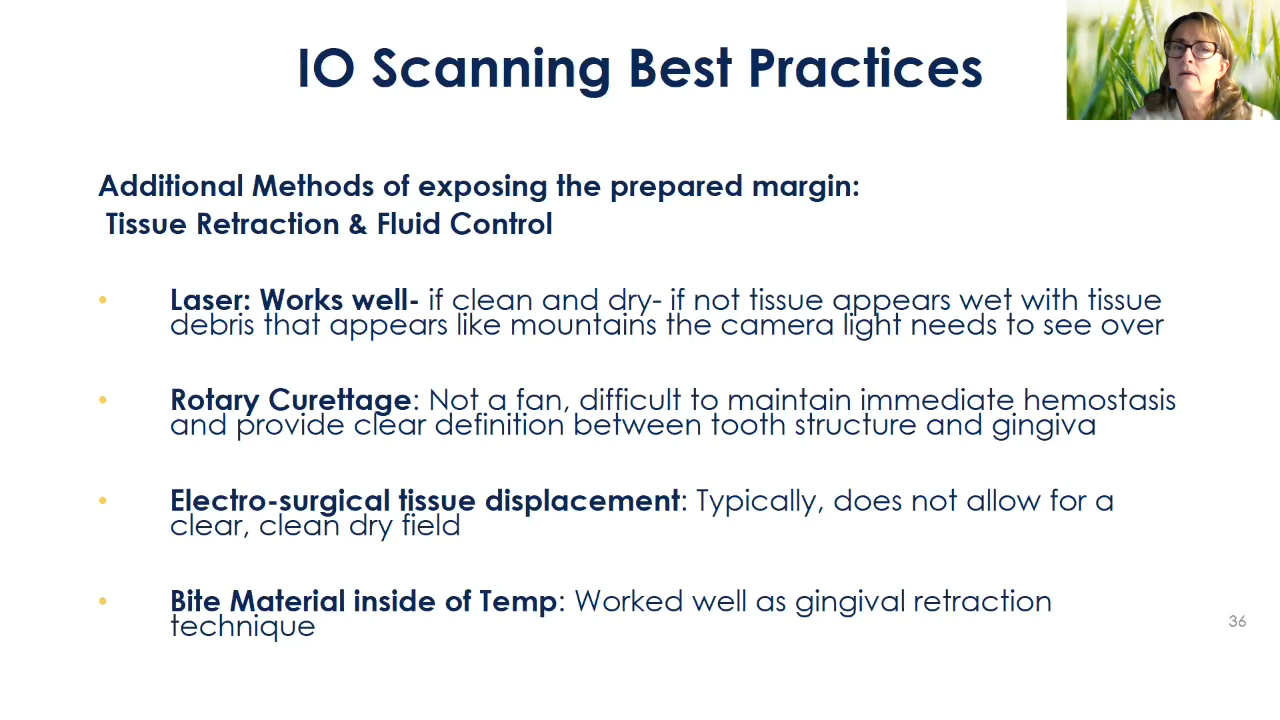 IO Scanning Best Practices
Additional Methods of exposing the prepared margin:
Tissue Retraction & Fluid Control
• Laser: Works well- if clean and dry- if not tissue appears wet with tissue
debris that appears like mountains the camera light needs to see over
• Rotary Curettage: Not a fan, difficult to maintain immediate hemostasis
and provide clear definition between tooth structure and gingiva
• Electro-surgical tissue displacement: Typically, does not allow for a
clear, clean dry field
• Bite Material inside of Temp: Worked well as gingival retraction
technique
36